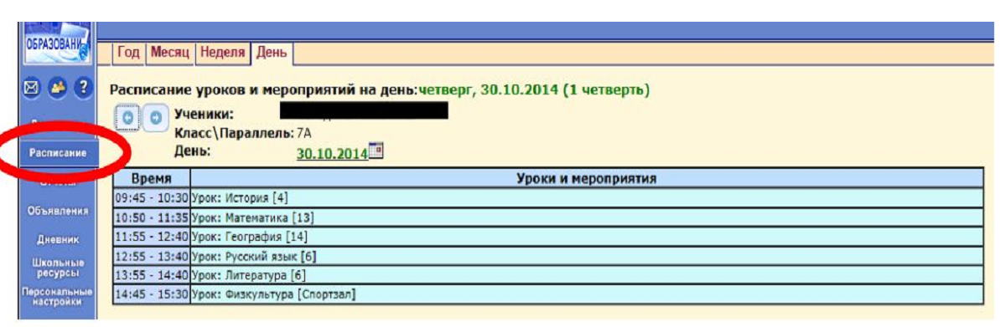 ОБРАЗОВАНИ
Год Месяц Неделя День
?
Расписание уроков и мероприятий на день:четверг, 30.10.2014 (1 четверть)
Ученики:
Класс\Параллель: 7А
День: 30.10.2014
Расписание
Объявления
Дневник
Школьные
ресурсы
Персональные
настройки
Время Уроки и мероприятия
09:45 - 10:30 Урок: История [4]
10:50 - 11:35 Урок: Математика [13]
11:55 - 12:40 Урок: География [14]
12:55 - 13:40 Урок: Русский язык [6]
13:55 - 14:40 Урок: Литература [6]
14:45 - 15:30 Урок: Физкультура [Спортзал]